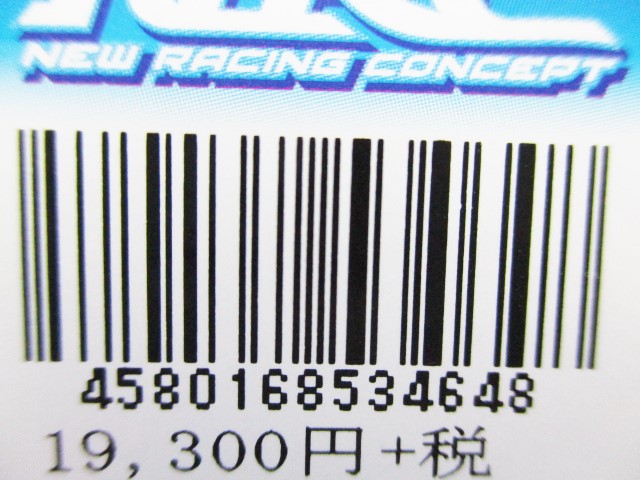 NEW RACING CONCEPT
4580168534648
19,300円+税